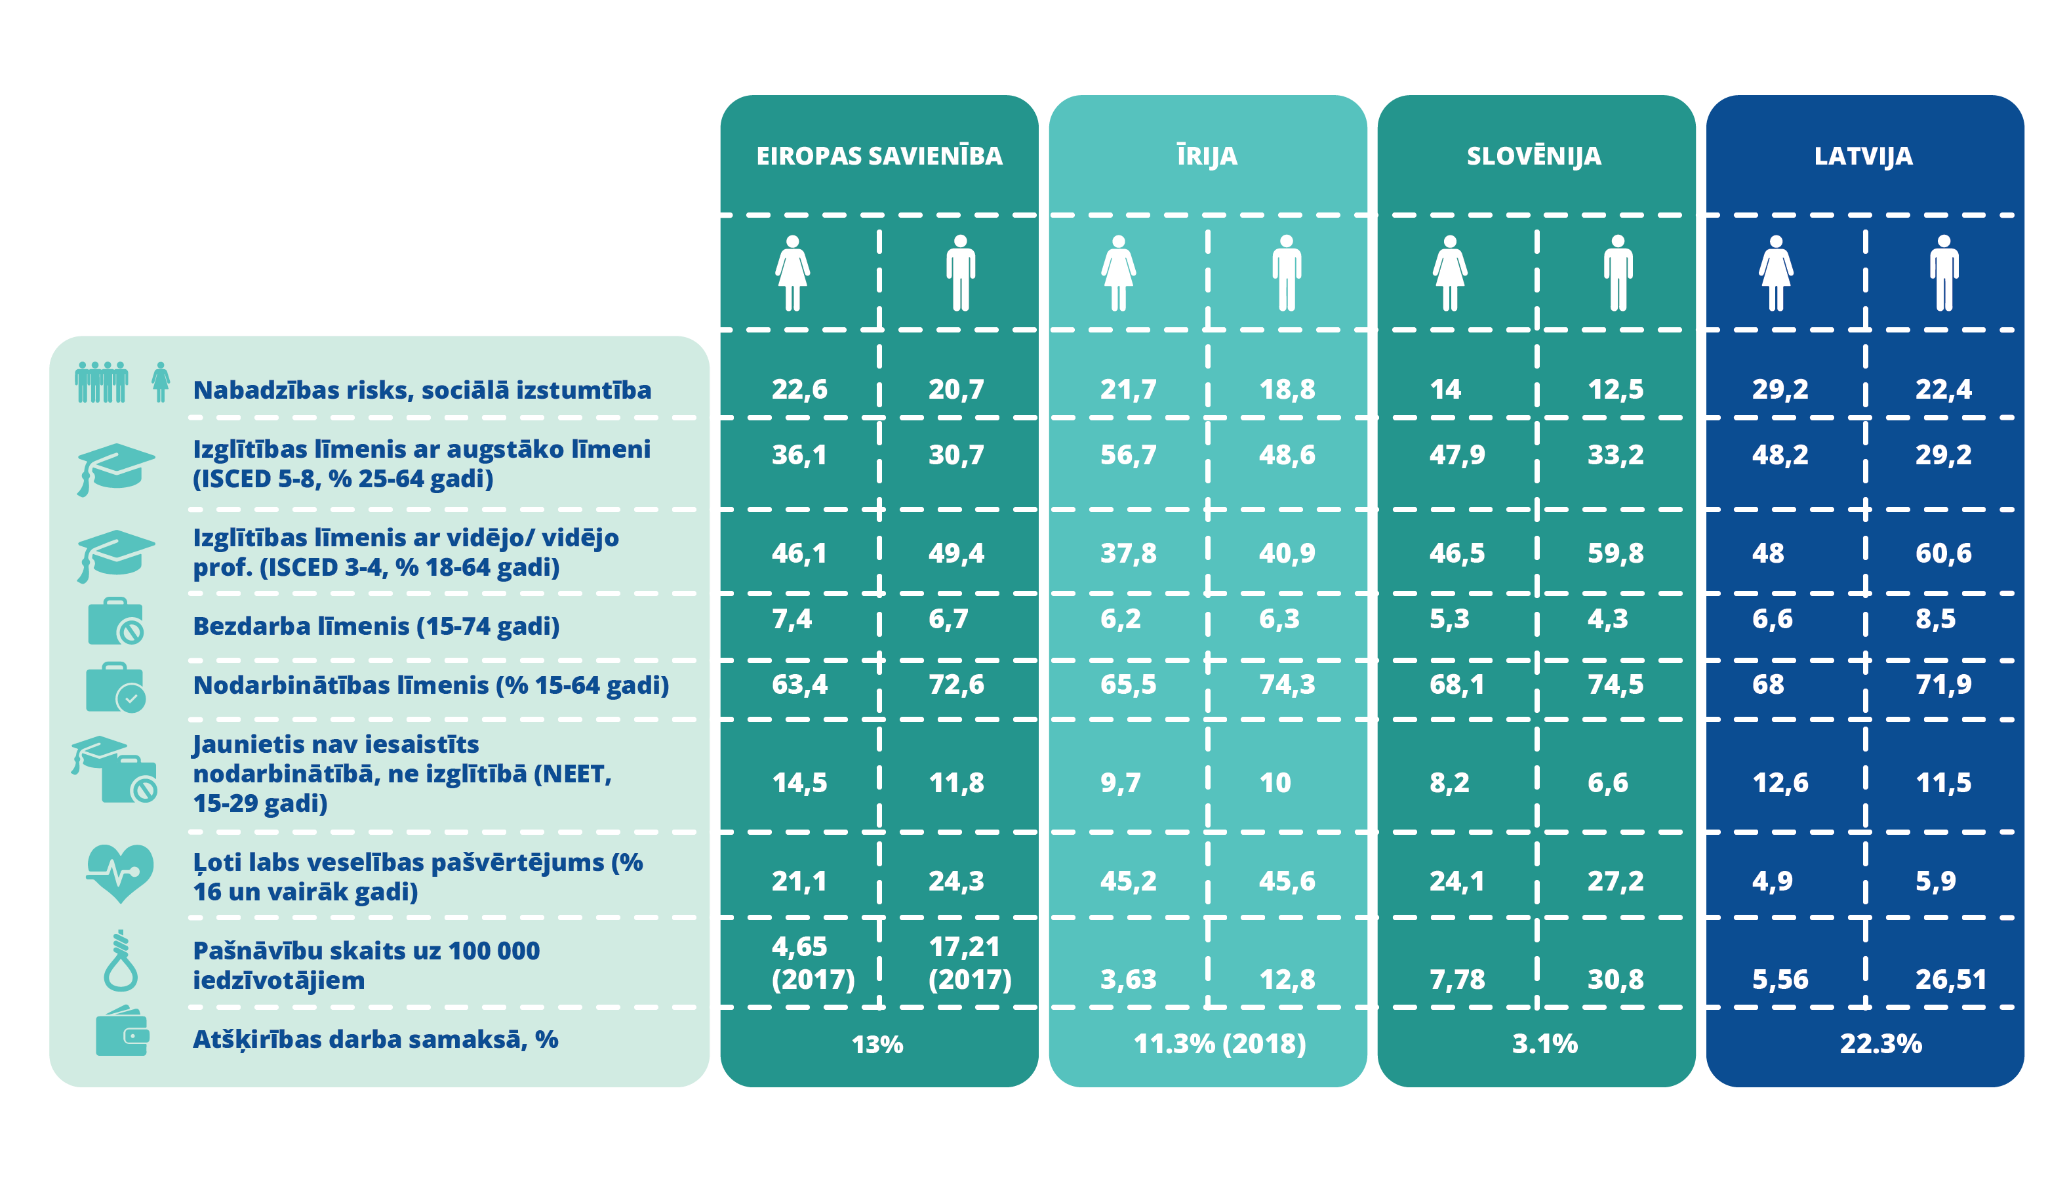 EIROPAS SAVIENĪBA ĪRIJA SLOVĒNIJA LATVIJA
Nabadzības risks, sociālā izstumtība 22,6 20,7 21,7 18,8 14 12,5 29,2 22,4
Izglītības līmenis ar augstāko līmeni
(ISCED 5-8, % 25-64 gadi) 36,1 30,7 56,7 48,6 47,9 33,2 48,2 29,2
Izglītības līmenis ar vidējo/ vidējo
prof. (ISCED 3-4, % 18-64 gadi) 46,1 49,4 37,8 40,9 46,5 59,8 48 60,6
Bezdarba līmenis (15-74 gadi) 7,4 6,7 6,2 6,3 5,3 4,3 6,6 8,5
Nodarbinātības līmenis (% 15-64 gadi) 63,4 72,6 65,5 74,3 68,1 74,5 68 71,9
Jaunietis nav iesaistīts
nodarbinātībā, ne izglītībā (NEET,
15-29 gadi) 14,5 11,8 9,7 10 8,2 6,6 12,6 11,5
Ļoti labs veselības pašvērtējums (%
16 un vairāk gadi) 21,1 24,3 45,2 45,6 24,1 27,2 4,9 5,9
Pašnāvību skaits uz 100 000 4,65 17,21
iedzīvotājiem (2017) (2017) 3,63 12,8 7,78 30,8 5,56 26,51
Atšķirības darba samaksā, % 13% 11.3% (2018) 3.1% 22.3%